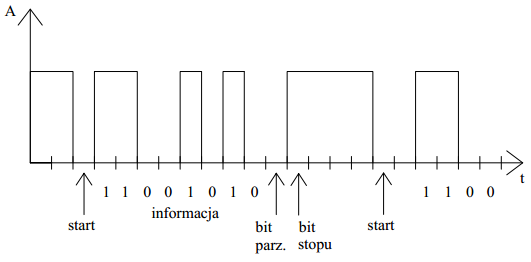 A
t
1 1 0 0 1 0 1 0
1 1 0 0
informacja
start
bit parz.
bit stopu
start